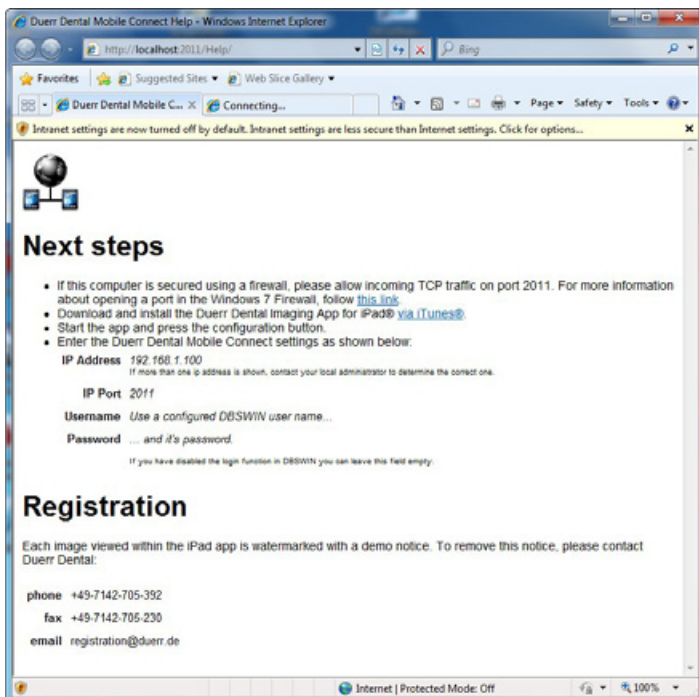 Duerr Dental Mobile Connect Help - Windows Internet Explorer
http://localhost:2011/Help/
Bing
Favorites
Suggested Sites
Web Slice Gallery
Duerr Dental Mobile C...
Connecting...
Page
Safety
Tools
Intranet settings are now turned off by default. Intranet settings are less secure than Internet settings. Click for options...
Next steps
• If this computer is secured using a firewall, please allow incoming TCP traffic on port 2011. For more information
about opening a port in the Windows 7 Firewall, follow this link.
• Download and install the Duerr Dental Imaging App for iPad® via iTunes®.
• Start the app and press the configuration button.
• Enter the Duerr Dental Mobile Connect settings as shown below:
IP Address 192.168.1.100
If more than one ip address is shown, contact your local administrator to determine the correct one.
IP Port 2011
Username Use a configured DBSWIN user name...
Password ... and it's password.
If you have disabled the login function in DBSWIN you can leave this field empty.
Registration
Each image viewed within the iPad app is watermarked with a demo notice. To remove this notice, please contact
Duerr Dental:
phone +49-7142-705-392
fax +49-7142-705-230
email registration@duerr.de
Internet | Protected Mode: Off
100%